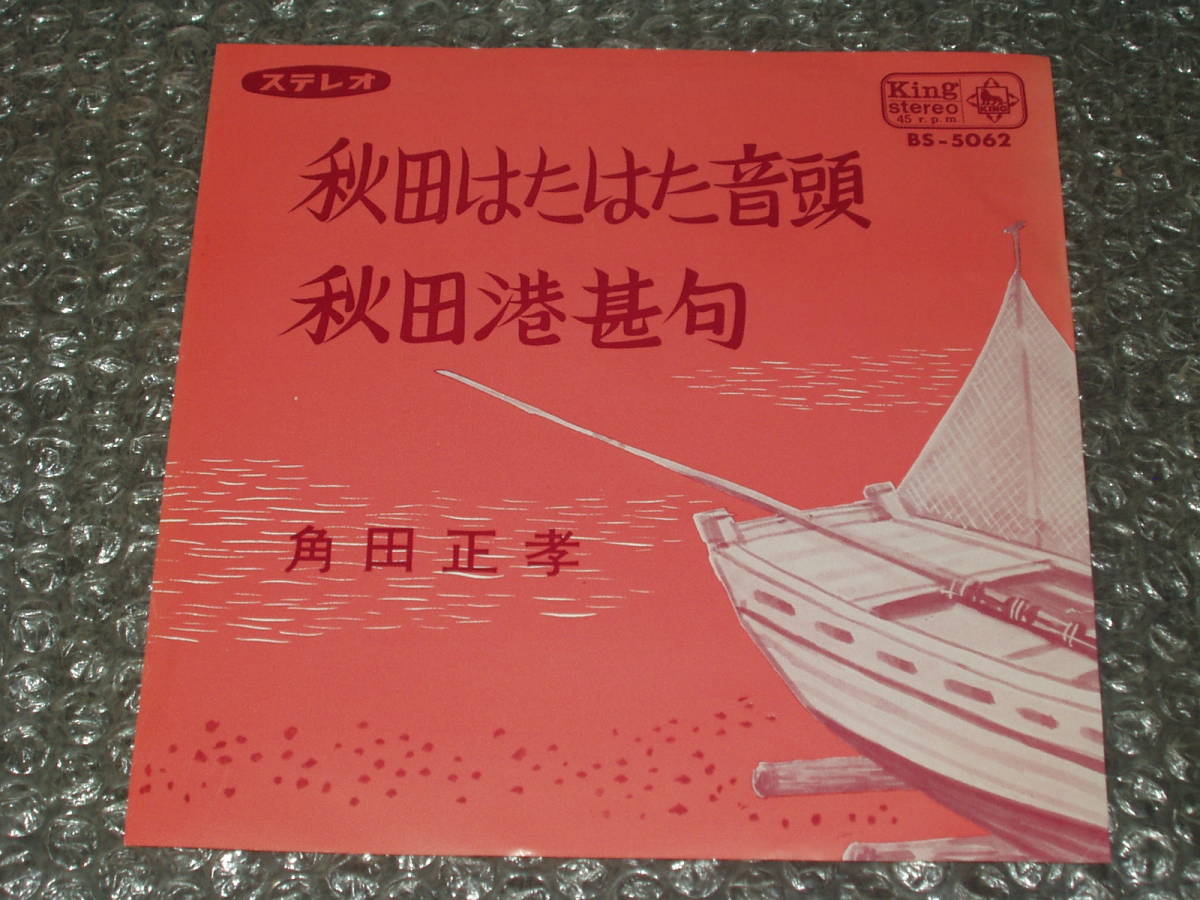 ステレオ
King
stereo
45 r.p.m
KING
BS-5062
秋田はたはた音頭
秋田港甚句
角田正孝